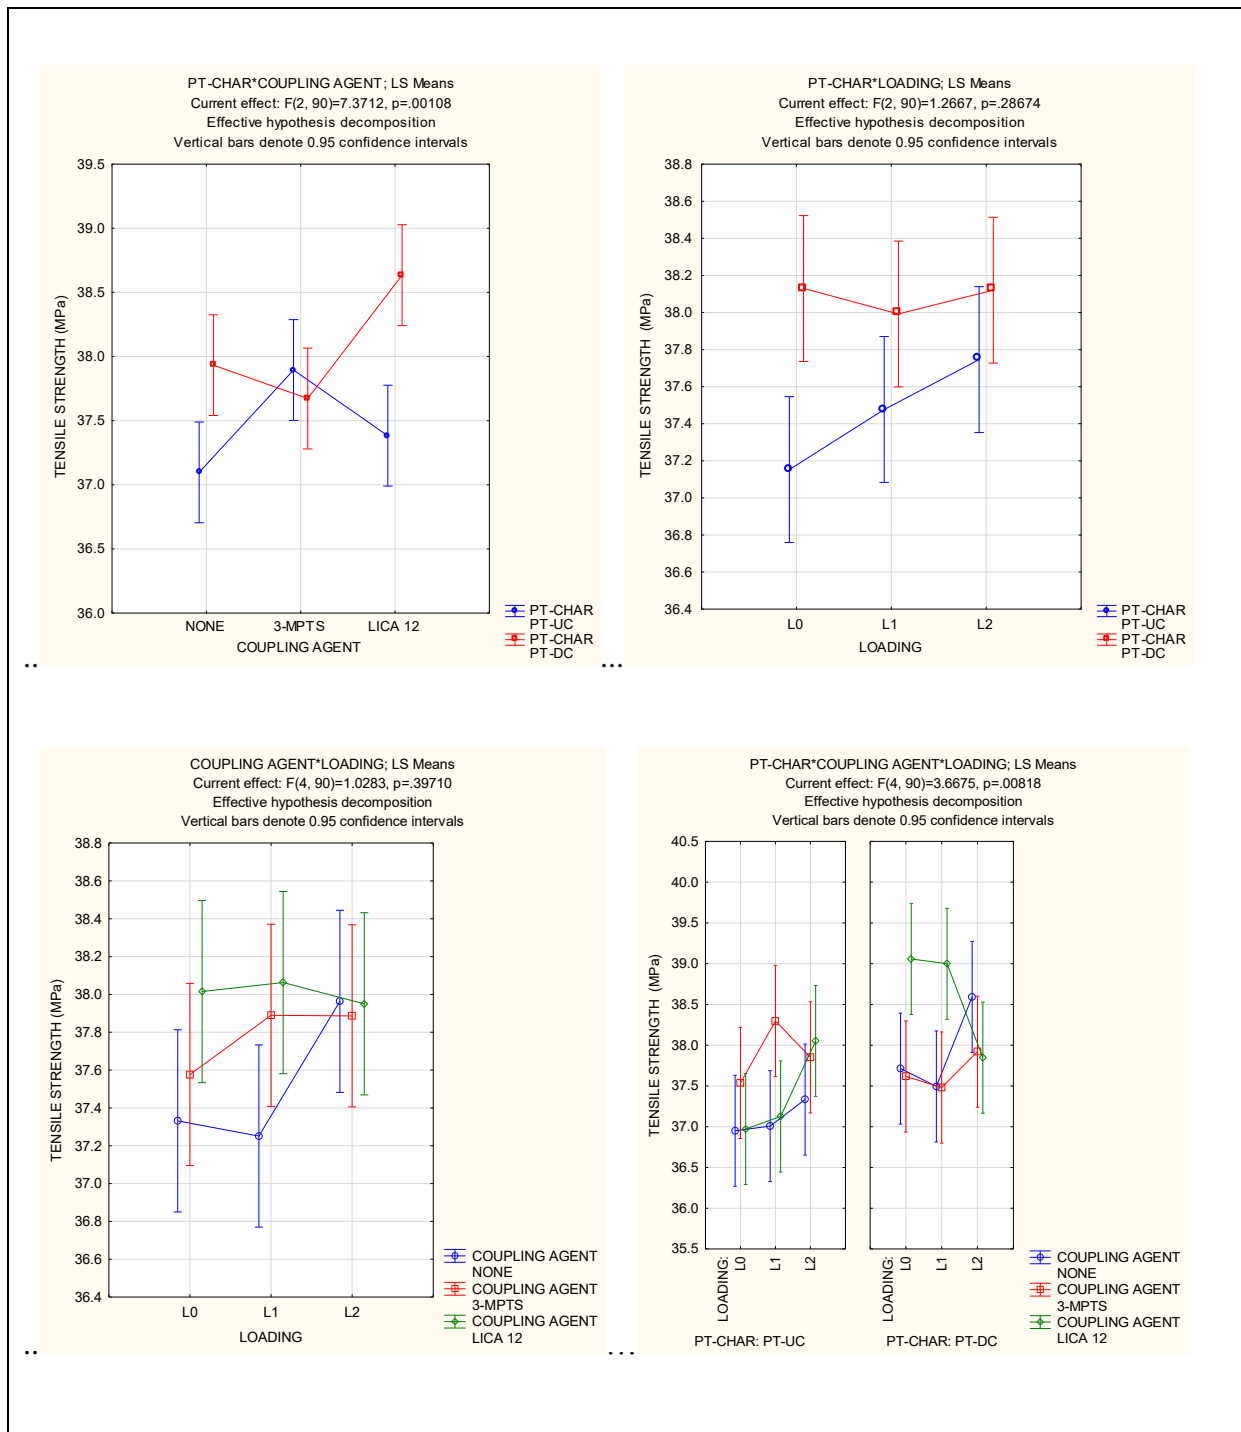 PT-CHAR*COUPLING AGENT; LS Means
Current effect: F(2, 90)=7.3712, p=.00108
Effective hypothesis decomposition
Vertical bars denote 0.95 confidence intervals
39.5
39.0
38.5
38.0
37.5
37.0
36.5
36.0
TENSILE STRENGTH (MPa)
NONE 3-MPTS LICA 12
COUPLING AGENT
PT-CHAR
PT-UC
PT-CHAR
PT-DC
..
PT-CHAR*LOADING; LS Means
Current effect: F(2, 90)=1.2667, p=.28674
Effective hypothesis decomposition
Vertical bars denote 0.95 confidence intervals
38.8
38.6
38.4
38.2
38.0
37.8
37.6
37.4
37.2
37.0
36.8
36.6
36.4
TENSILE STRENGTH (MPa)
L0 L1 L2
LOADING
PT-CHAR
PT-UC
PT-CHAR
PT-DC
...
COUPLING AGENT*LOADING; LS Means
Current effect: F(4, 90)=1.0283, p=.39710
Effective hypothesis decomposition
Vertical bars denote 0.95 confidence intervals
38.8
38.6
38.4
38.2
38.0
37.8
37.6
37.4
37.2
37.0
36.8
36.6
36.4
TENSILE STRENGTH (MPa)
L0 L1 L2
LOADING
COUPLING AGENT
NONE
COUPLING AGENT
3-MPTS
COUPLING AGENT
LICA 12
..
PT-CHAR*COUPLING AGENT*LOADING; LS Means
Current effect: F(4, 90)=3.6675, p=.00818
Effective hypothesis decomposition
Vertical bars denote 0.95 confidence intervals
40.5
40.0
39.5
39.0
38.5
38.0
37.5
37.0
36.5
36.0
35.5
TENSILE STRENGTH (MPa)
LOADING: L0 L1 L2
PT-CHAR: PT-UC
LOADING: L0 L1 L2
PT-CHAR: PT-DC
COUPLING AGENT
NONE
COUPLING AGENT
3-MPTS
COUPLING AGENT
LICA 12
...